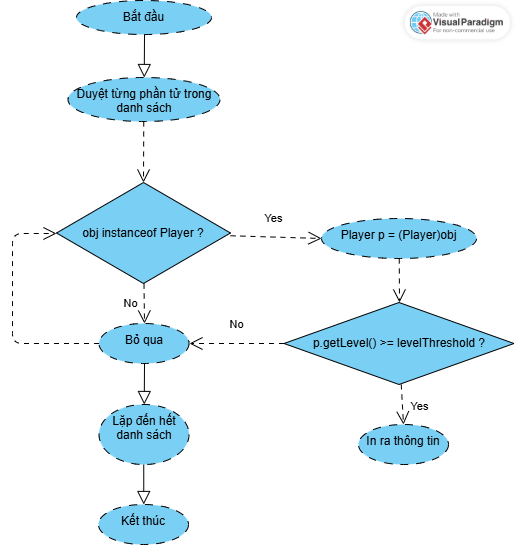 Bắt đầu
Made with
VisualParadigm
For non-commercial use
Duyệt từng phần tử trong
danh sách
obj instanceof Player ?
Yes
Player p = (Player)obj
No
Bỏ qua
No
p.getLevel() >= levelThreshold ?
Yes
Lặp đến hết
danh sách
In ra thông tin
Kết thúc